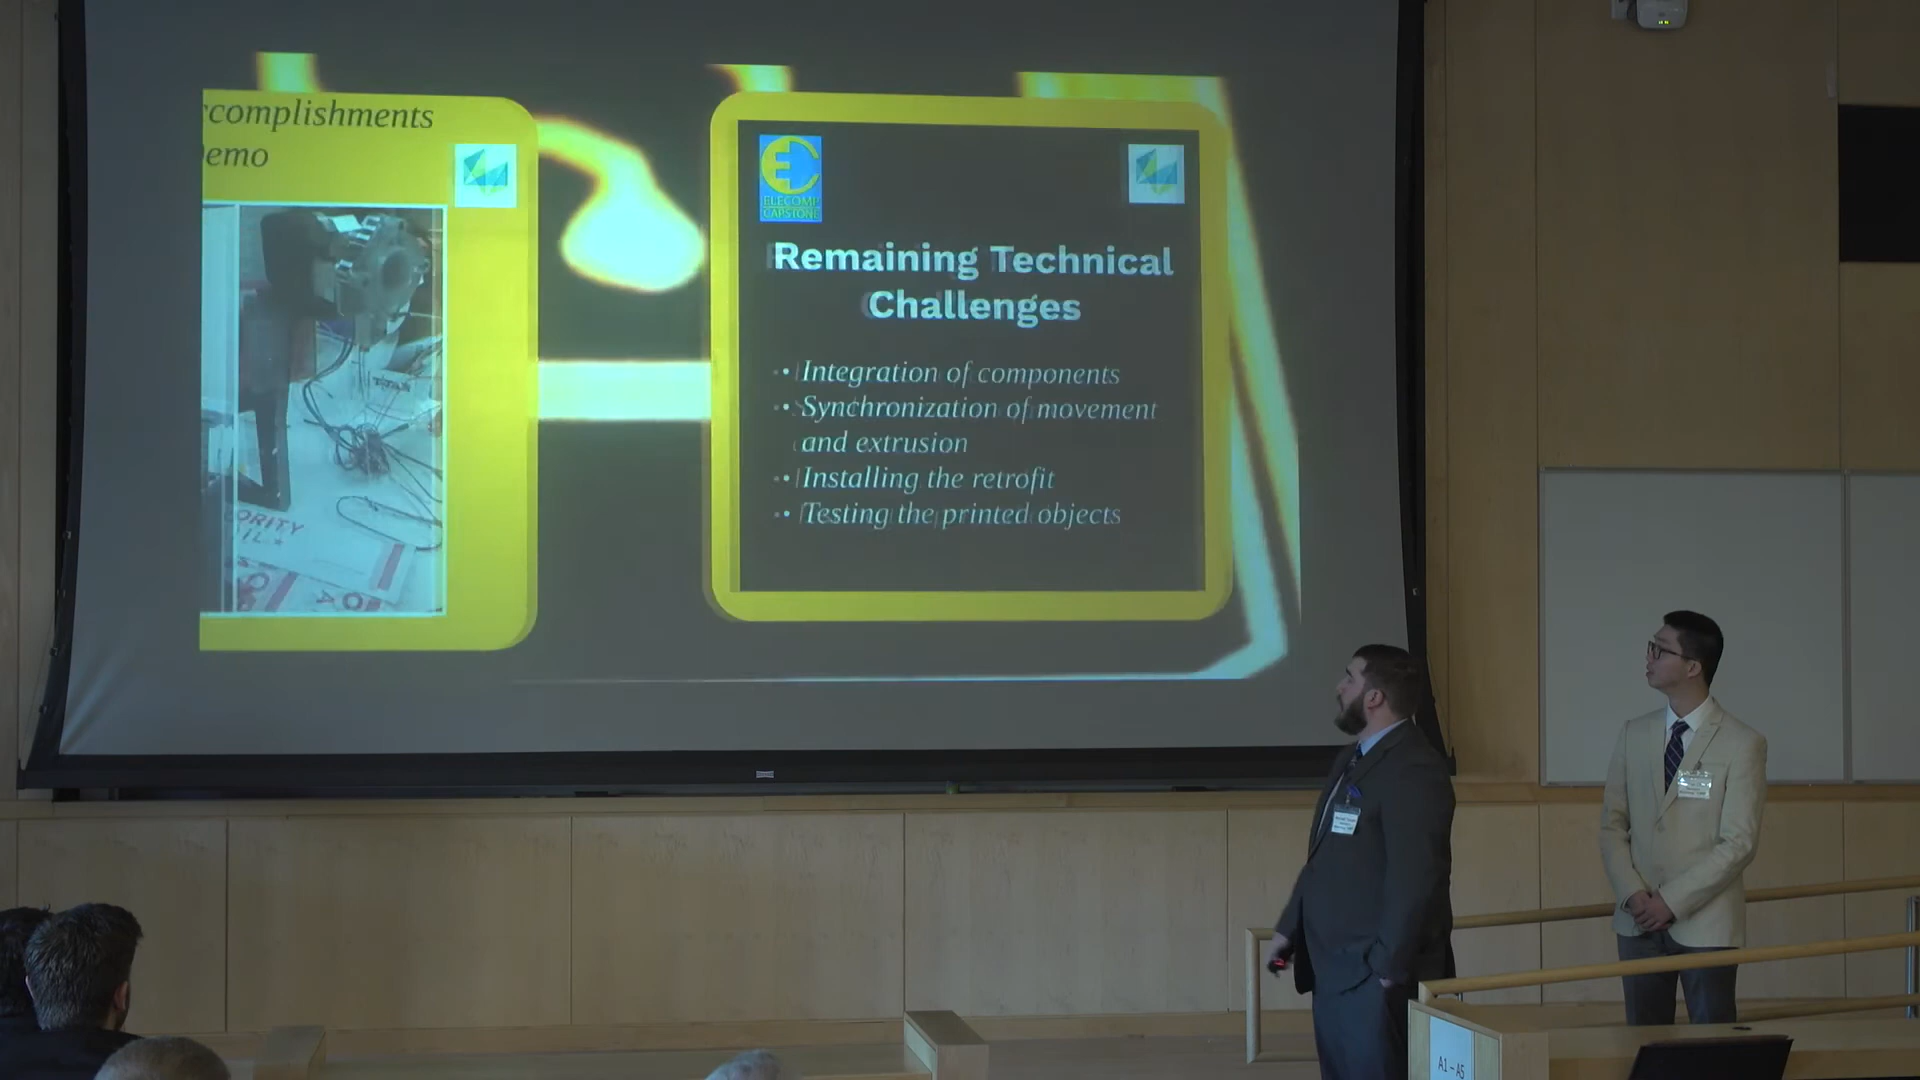 ccomplishments
emo
ELECOMP
CAPSTONE
Remaining Technical
Challenges
• Integration of components
• Synchronization of movement
and extrusion
• Installing the retrofit
• Testing the printed objects
ORITY
IL★
A1 – A5